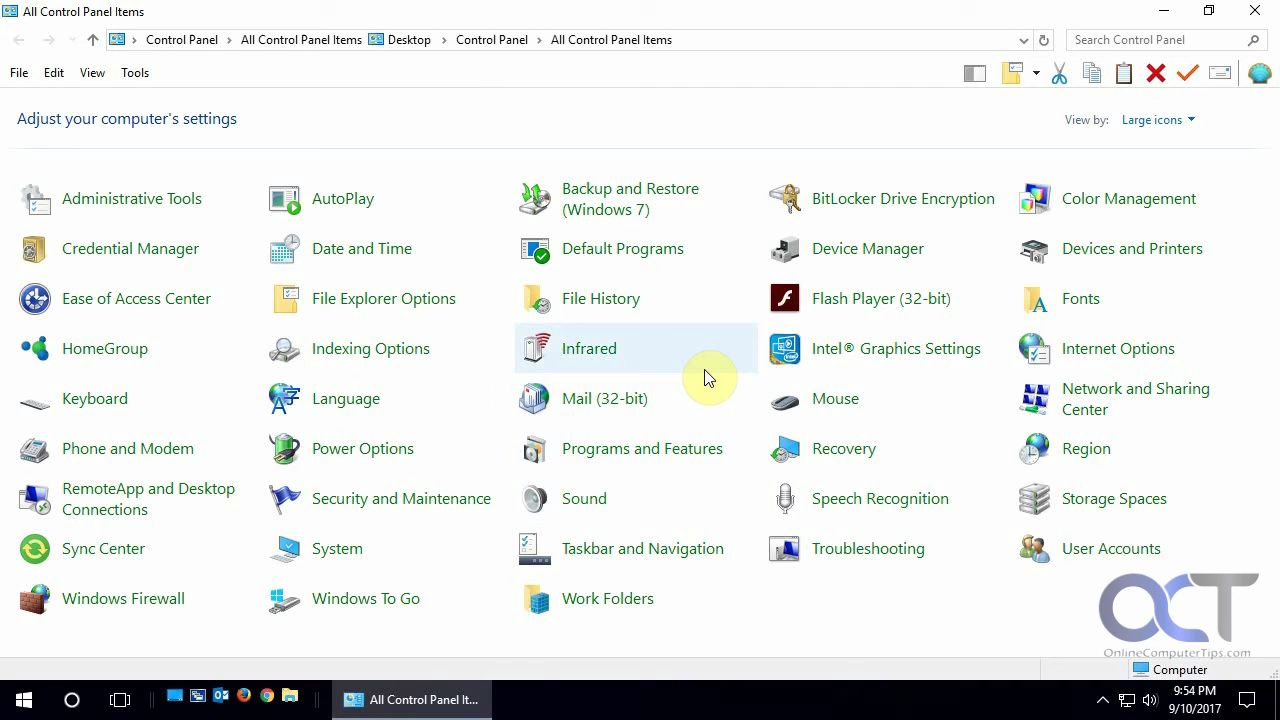 All Control Panel Items
Control Panel > All Control Panel Items Desktop > Control Panel > All Control Panel Items
Search Control Panel
File Edit View Tools
Adjust your computer's settings
View by: Large icons
Administrative Tools
AutoPlay
Backup and Restore
(Windows 7)
BitLocker Drive Encryption
Color Management
Credential Manager
Date and Time
Default Programs
Device Manager
Devices and Printers
Ease of Access Center
File Explorer Options
File History
Flash Player (32-bit)
Fonts
HomeGroup
Indexing Options
Infrared
Intel® Graphics Settings
Internet Options
Keyboard
Language
Mail (32-bit)
Mouse
Network and Sharing
Center
Phone and Modem
Power Options
Programs and Features
Recovery
Region
RemoteApp and Desktop
Connections
Security and Maintenance
Sound
Speech Recognition
Storage Spaces
Sync Center
System
Taskbar and Navigation
Troubleshooting
User Accounts
Windows Firewall
Windows To Go
Work Folders
OCT
OnlineComputerTips.com
Computer
All Control Panel It...
9:54 PM
9/10/2017